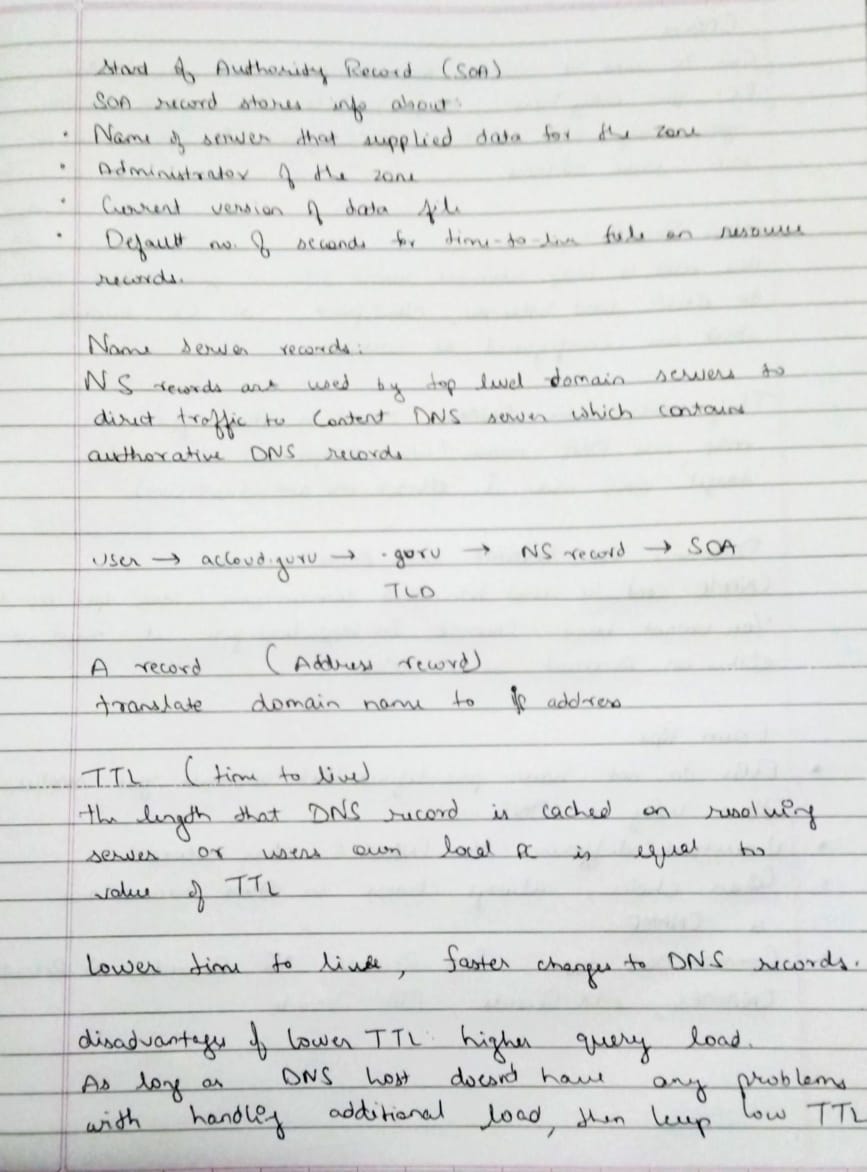 Start of Authority Record (SOA)
SOA record stores info about:
• Name of server that supplied data for the zone
• Administrator of the zone
• Current version of data file
• Default no. of seconds for time-to-live file on resource
records.
Name server records:
NS records are used by top level domain servers to
direct traffic to Content DNS server which contains
authorative DNS records
User → acloud.guru → .guru → NS record → SOA
TLD
A record (Address record)
translate domain name to IP address
TTL (time to live)
the length that DNS record is cached on resolving
server or users own local PC is equal to
value of TTL
Lower time to live, faster changes to DNS records.
disadvantages of lower TTL: higher query load.
As long as DNS host doesn't have any problems
with handling additional load, then keep low TTL